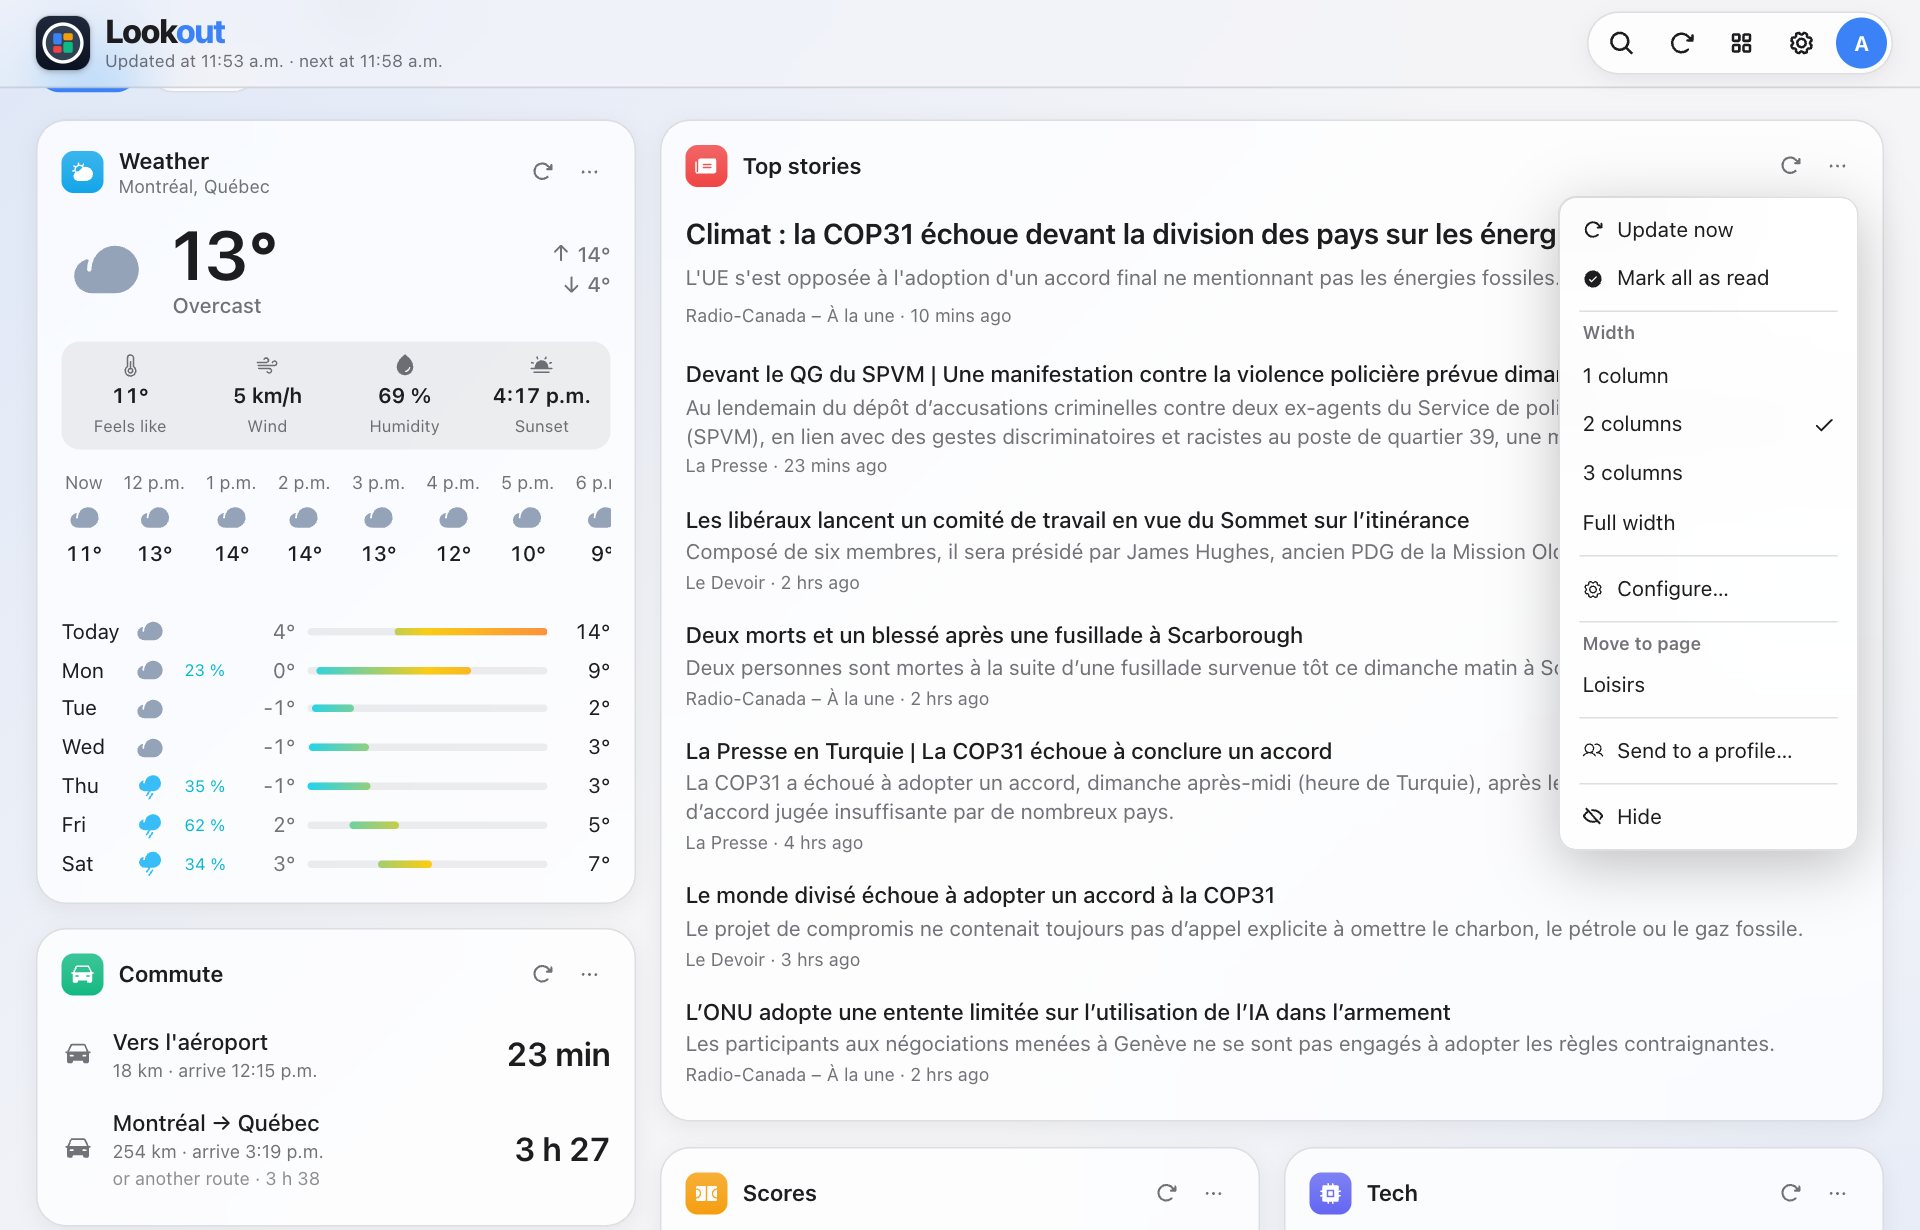 Lookout
Updated at 11:53 a.m. · next at 11:58 a.m.
A
Weather
Montréal, Québec
13°
Overcast
↑ 14°
↓ 4°
11°
Feels like
5 km/h
Wind
69 %
Humidity
4:17 p.m.
Sunset
Now 12 p.m. 1 p.m. 2 p.m. 3 p.m. 4 p.m. 5 p.m. 6 p.
11° 13° 14° 14° 13° 12° 10° 9°
Today 4° 14°
Mon 23 % 0° 9°
Tue -1° 2°
Wed -1° 3°
Thu 35 % -1° 3°
Fri 62 % 2° 5°
Sat 34 % 3° 7°
Commute
Vers l'aéroport
18 km · arrive 12:15 p.m.
23 min
Montréal → Québec
254 km · arrive 3:19 p.m.
or another route · 3 h 38
3 h 27
Top stories
Climat : la COP31 échoue devant la division des pays sur les énerg
L'UE s'est opposée à l'adoption d'un accord final ne mentionnant pas les énergies fossiles.
Radio-Canada – À la une · 10 mins ago
Devant le QG du SPVM | Une manifestation contre la violence policière prévue
Au lendemain du dépôt d’accusations criminelles contre deux ex-agents du Service de
(SPVM), en lien avec des gestes discriminatoires et racistes au poste de quartier 39, une
La Presse · 23 mins ago
Les libéraux lancent un comité de travail en vue du Sommet sur l’itinérance
Composé de six membres, il sera présidé par James Hughes, ancien PDG de la Mission
Le Devoir · 2 hrs ago
Deux morts et un blessé après une fusillade à Scarborough
Deux personnes sont mortes à la suite d’une fusillade survenue tôt ce dimanche matin à
Radio-Canada – À la une · 2 hrs ago
La Presse en Turquie | La COP31 échoue à conclure un accord
La COP31 a échoué à adopter un accord, dimanche après-midi (heure de Turquie), après
d’accord jugée insuffisante par de nombreux pays.
La Presse · 4 hrs ago
Le monde divisé échoue à adopter un accord à la COP31
Le projet de compromis ne contenait toujours pas d’appel explicite à omettre le charbon, le pétrole ou le gaz fossile.
Le Devoir · 3 hrs ago
L’ONU adopte une entente limitée sur l’utilisation de l’IA dans l’armement
Les participants aux négociations menées à Genève ne se sont pas engagés à adopter les règles contraignantes.
Radio-Canada – À la une · 2 hrs ago
Update now
Mark all as read
Width
1 column
2 columns
3 columns
Full width
Configure...
Move to page
Loisirs
Send to a profile...
Hide
Scores
Tech